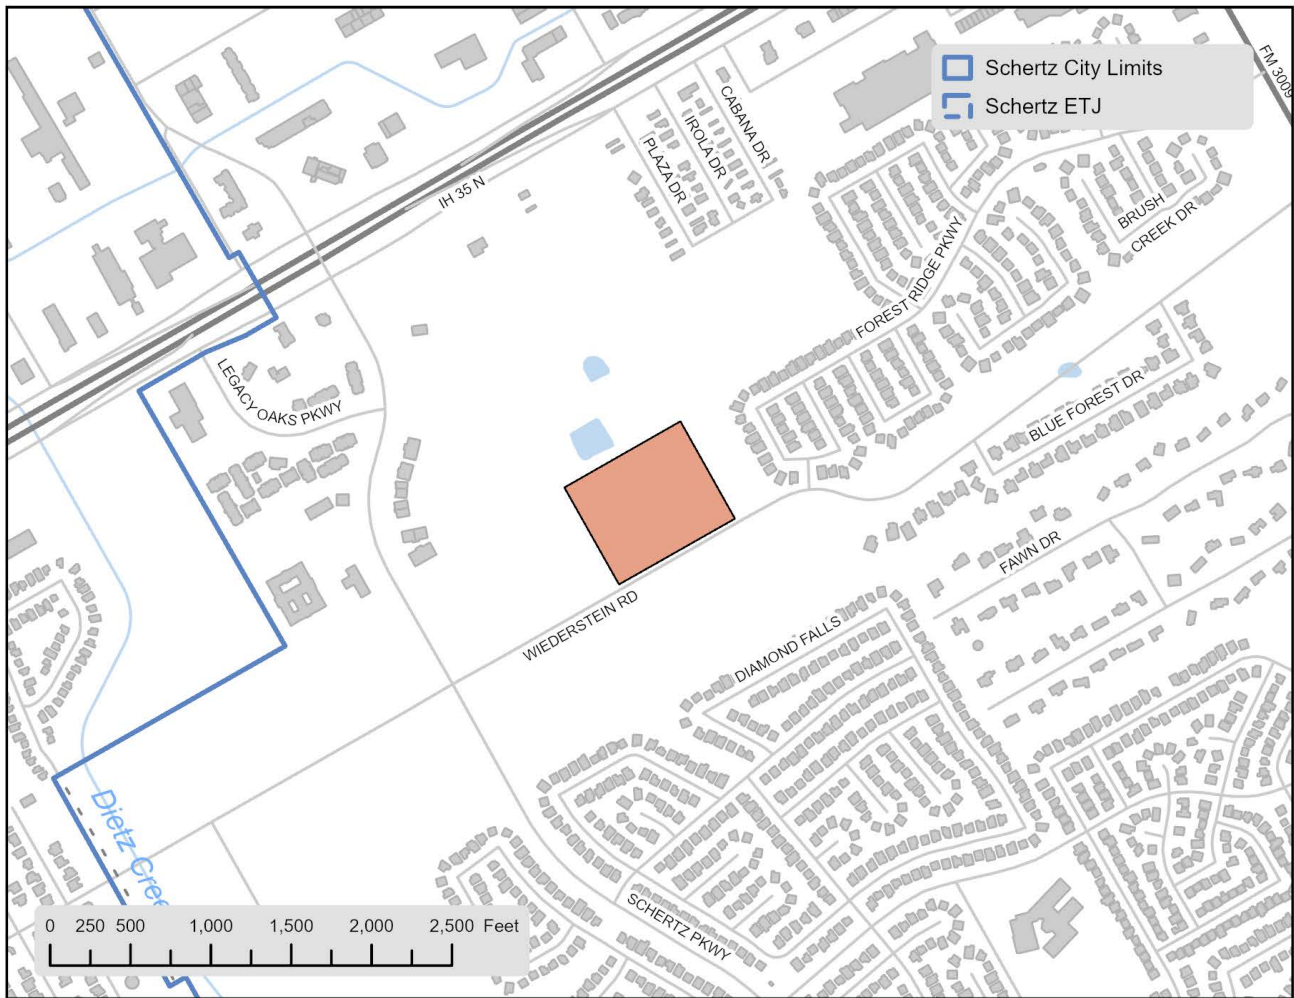 FM 3009
Schertz City Limits
Schertz ETJ
CABANA DR
IROLA DR
PLAZA DR
IH 35 N
BRUSH
CREEK DR
FOREST RIDGE PKWY
LEGACY OAKS PKWY
BLUE FOREST DR
FAWN DR
WIEDERSTEIN RD
DIAMOND FALLS
Dietz Cree
SCHERTZ PKWY
0 250 500 1,000 1,500 2,000 2,500 Feet